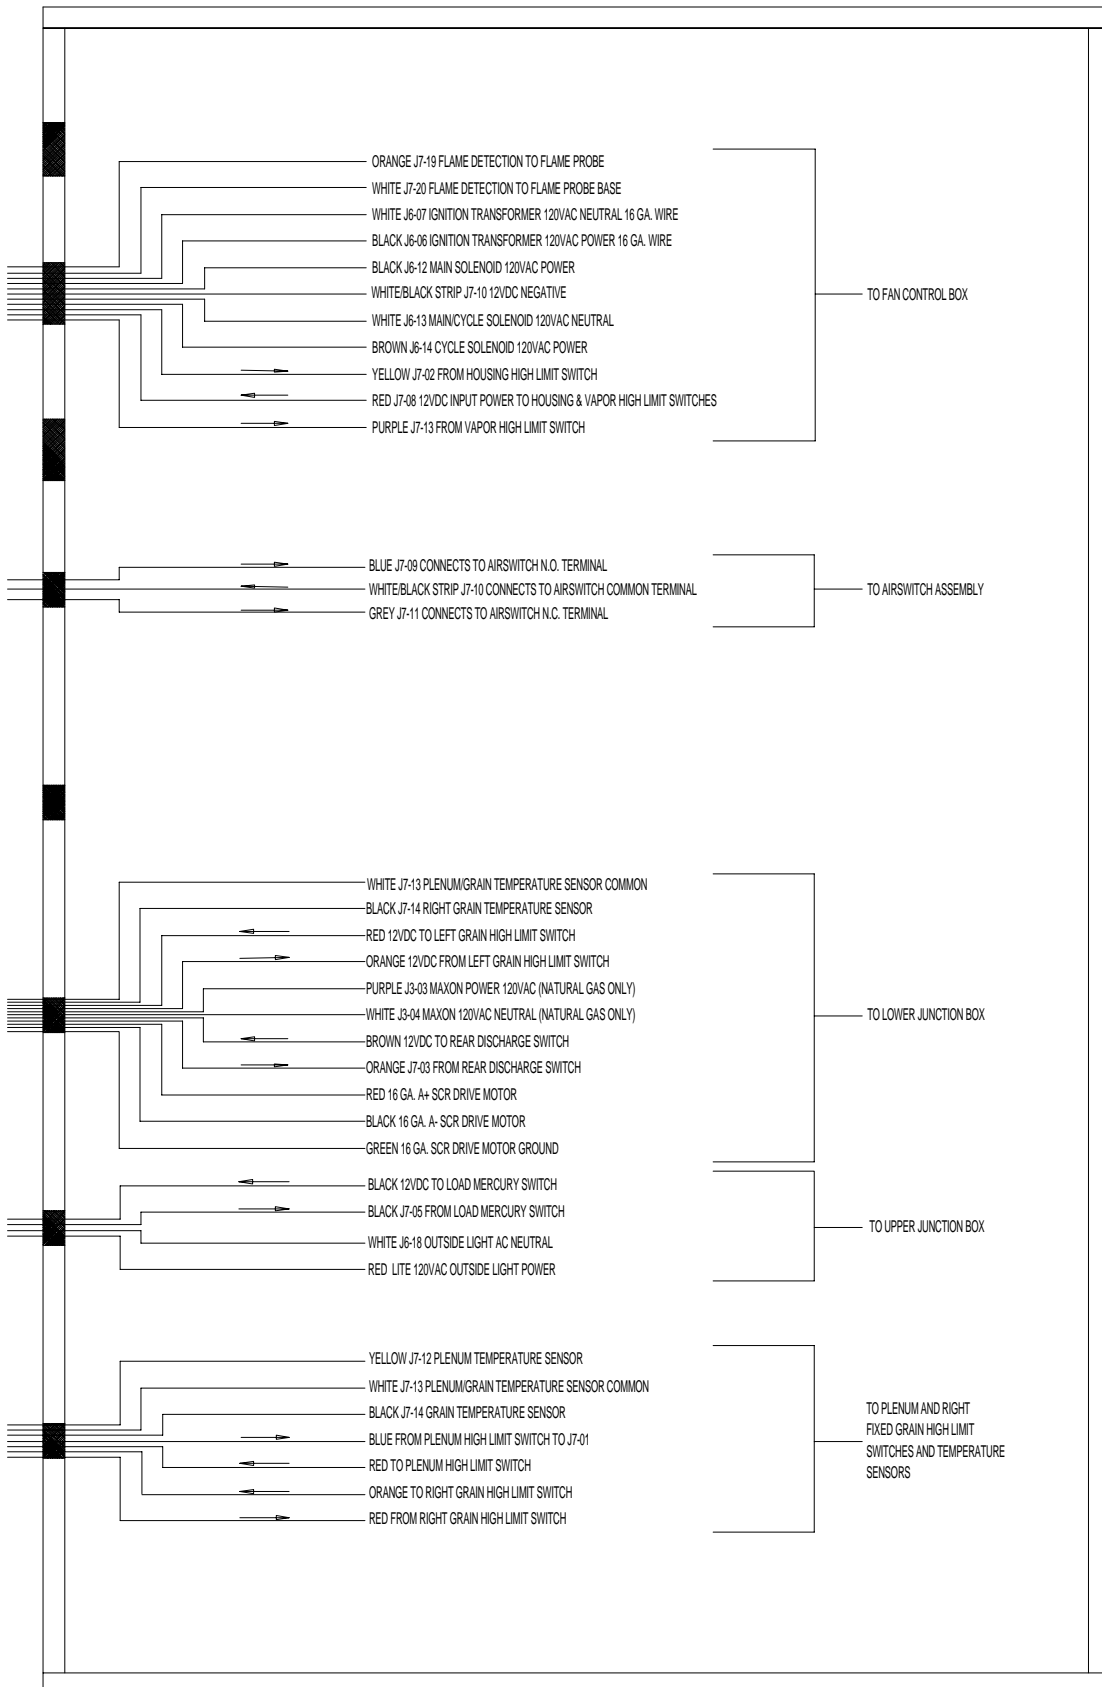 ORANGE J7-19 FLAME DETECTION TO FLAME PROBE
WHITE J7-20 FLAME DETECTION TO FLAME PROBE BASE
WHITE J6-07 IGNITION TRANSFORMER 120VAC NEUTRAL 16 GA. WIRE
BLACK J6-06 IGNITION TRANSFORMER 120VAC POWER 16 GA. WIRE
BLACK J6-12 MAIN SOLENOID 120VAC POWER
WHITE/BLACK STRIP J7-10 12VDC NEGATIVE
WHITE J6-13 MAIN/CYCLE SOLENOID 120VAC NEUTRAL
BROWN J6-14 CYCLE SOLENOID 120VAC POWER
YELLOW J7-02 FROM HOUSING HIGH LIMIT SWITCH
RED J7-08 12VDC INPUT POWER TO HOUSING & VAPOR HIGH LIMIT SWITCHES
PURPLE J7-13 FROM VAPOR HIGH LIMIT SWITCH
TO FAN CONTROL BOX
BLUE J7-09 CONNECTS TO AIRSWITCH N.O. TERMINAL
WHITE/BLACK STRIP J7-10 CONNECTS TO AIRSWITCH COMMON TERMINAL
GREY J7-11 CONNECTS TO AIRSWITCH N.C. TERMINAL
TO AIRSWITCH ASSEMBLY
WHITE J7-13 PLENUM/GRAIN TEMPERATURE SENSOR COMMON
BLACK J7-14 RIGHT GRAIN TEMPERATURE SENSOR
RED 12VDC TO LEFT GRAIN HIGH LIMIT SWITCH
ORANGE 12VDC FROM LEFT GRAIN HIGH LIMIT SWITCH
PURPLE J3-03 MAXON POWER 120VAC (NATURAL GAS ONLY)
WHITE J3-04 MAXON 120VAC NEUTRAL (NATURAL GAS ONLY)
BROWN 12VDC TO REAR DISCHARGE SWITCH
ORANGE J7-03 FROM REAR DISCHARGE SWITCH
RED 16 GA. A+ SCR DRIVE MOTOR
BLACK 16 GA. A- SCR DRIVE MOTOR
GREEN 16 GA. SCR DRIVE MOTOR GROUND
TO LOWER JUNCTION BOX
BLACK 12VDC TO LOAD MERCURY SWITCH
BLACK J7-05 FROM LOAD MERCURY SWITCH
WHITE J6-18 OUTSIDE LIGHT AC NEUTRAL
RED LITE 120VAC OUTSIDE LIGHT POWER
TO UPPER JUNCTION BOX
YELLOW J7-12 PLENUM TEMPERATURE SENSOR
WHITE J7-13 PLENUM/GRAIN TEMPERATURE SENSOR COMMON
BLACK J7-14 GRAIN TEMPERATURE SENSOR
BLUE FROM PLENUM HIGH LIMIT SWITCH TO J7-01
RED TO PLENUM HIGH LIMIT SWITCH
ORANGE TO RIGHT GRAIN HIGH LIMIT SWITCH
RED FROM RIGHT GRAIN HIGH LIMIT SWITCH
TO PLENUM AND RIGHT
FIXED GRAIN HIGH LIMIT
SWITCHES AND TEMPERATURE
SENSORS